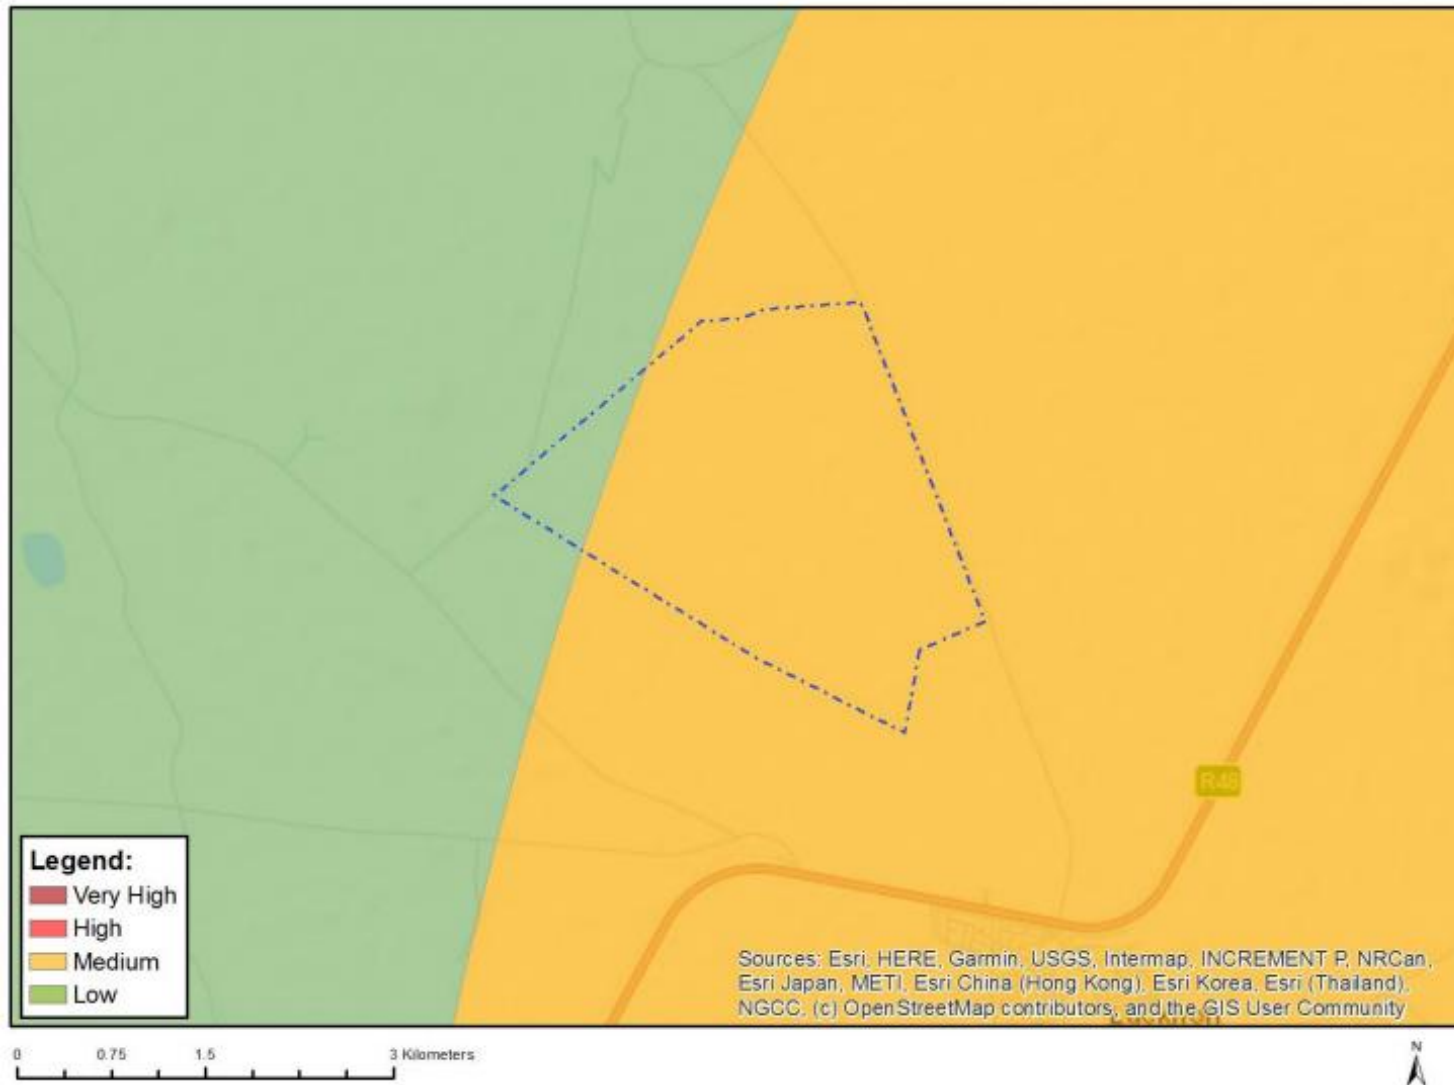 R48
Legend:
Very High
High
Medium
Low
Sources: Esri, HERE, Garmin, USGS, Intermap, INCREMENT P, NRCan,
Esri Japan, METI, Esri China (Hong Kong), Esri Korea, Esri (Thailand),
NGCC, (c) OpenStreetMap contributors, and the GIS User Community
0 0.75 1.5 3 Kilometers
N